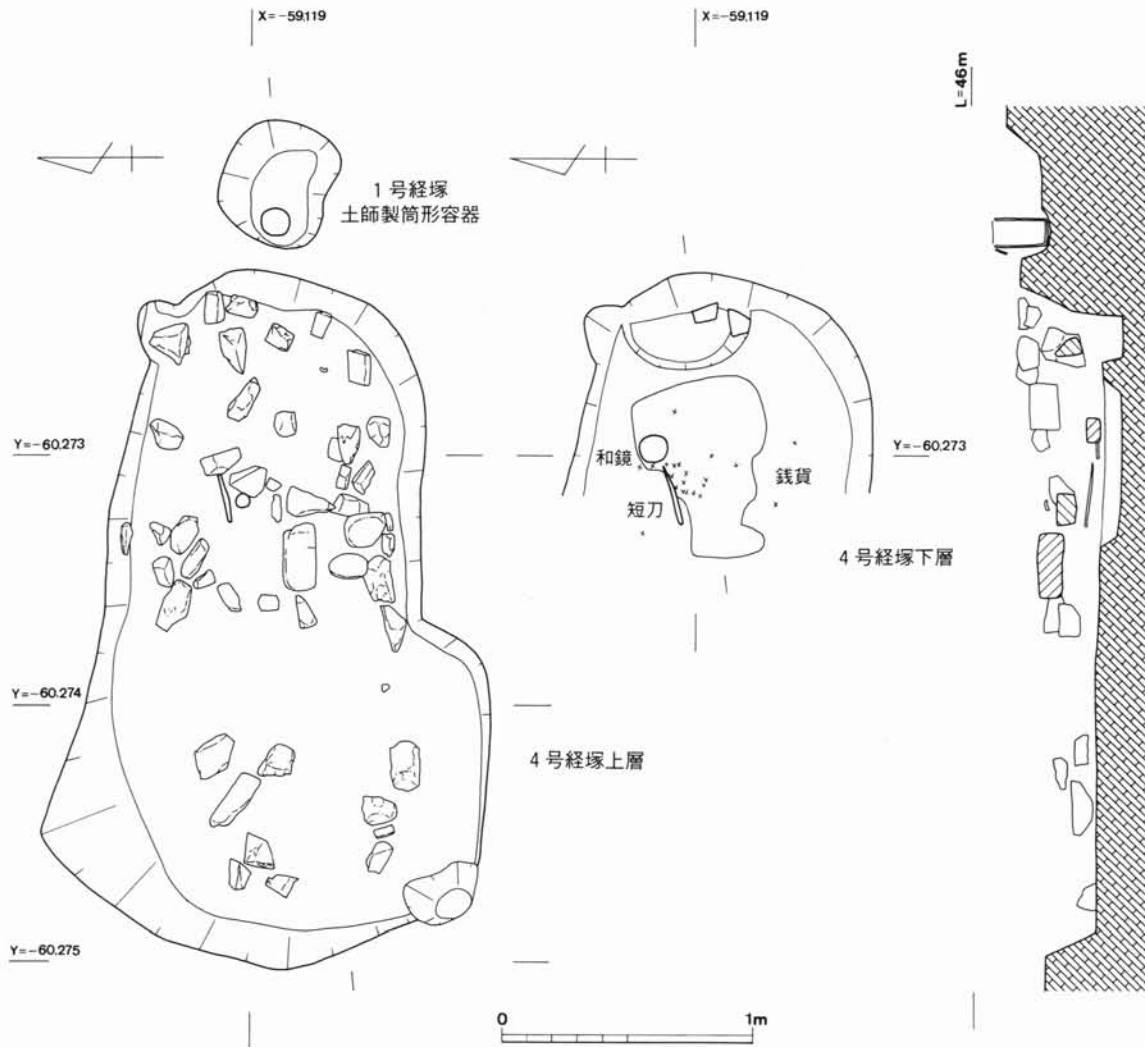 X=-59.119
X=-59.119
L=46m
1号経塚
土師製筒形容器
Y=-60.273
和鏡
銭貨
Y=-60.273
短刀
4号経塚下層
Y=-60.274
4号経塚上層
Y=-60.275
0
1m